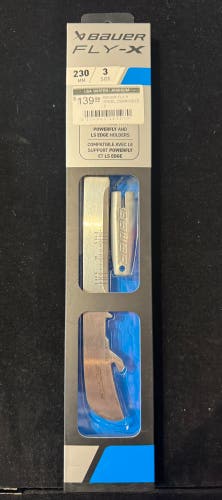 BAUER
FLY-X
230 3
MM SIZE
$139
POWERFLY AND
LS EDGE HOLDERS
COMPATIBLE AVEC LE
SUPPORT POWERFLY
ET LS EDGE